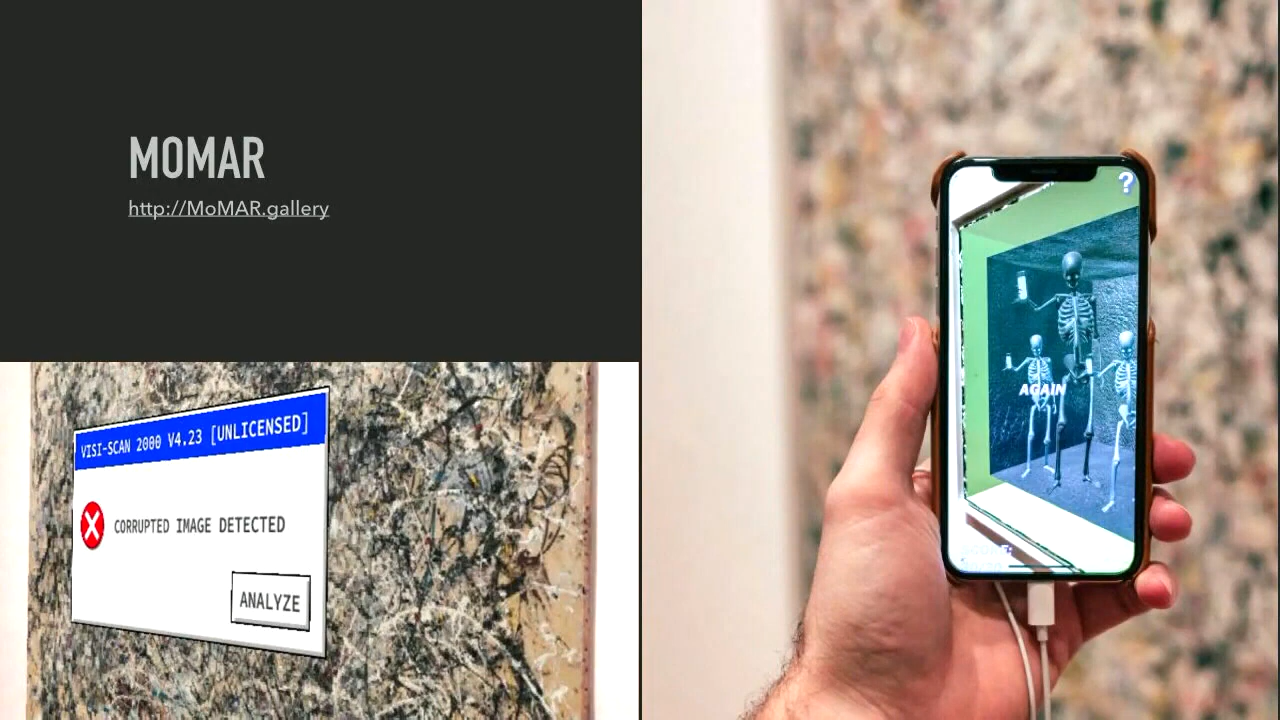 MOMAR
http://MoMAR.gallery
VISI-SCAN 2000 V4.23 [UNLICENSED]
CORRUPTED IMAGE DETECTED
ANALYZE
?
AGAIN